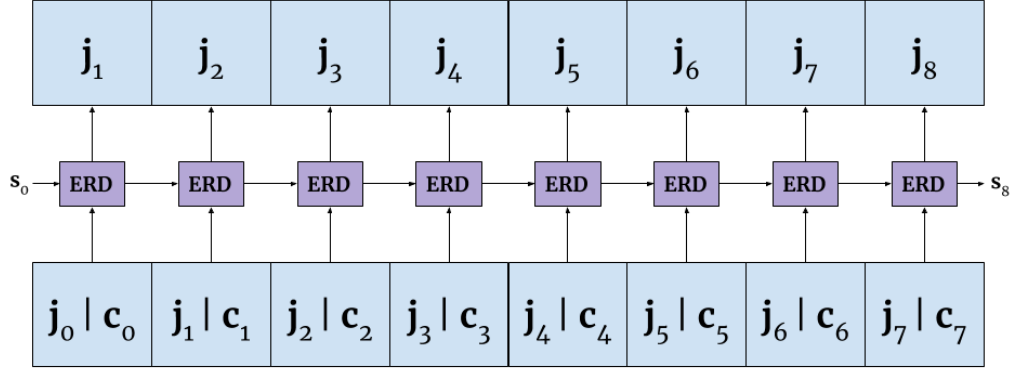 j₁ j₂ j₃ j₄ j₅ j₆ j₇ j₈
s₀ ERD ERD ERD ERD ERD ERD ERD ERD s₈
j₀ | c₀ j₁ | c₁ j₂ | c₂ j₃ | c₃ j₄ | c₄ j₅ | c₅ j₆ | c₆ j₇ | c₇